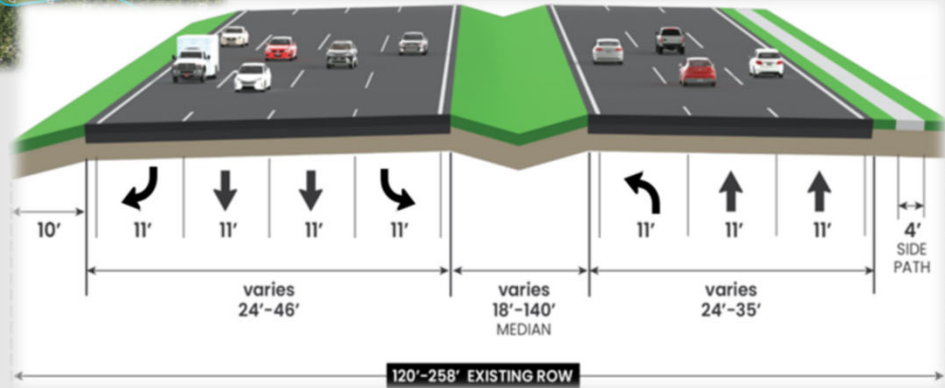 10’
11’
11’
11’
11’
11’
11’
11’
4’
SIDE
PATH
varies
24’-46’
varies
18’-140’
MEDIAN
varies
24’-35’
120’-258’ EXISTING ROW